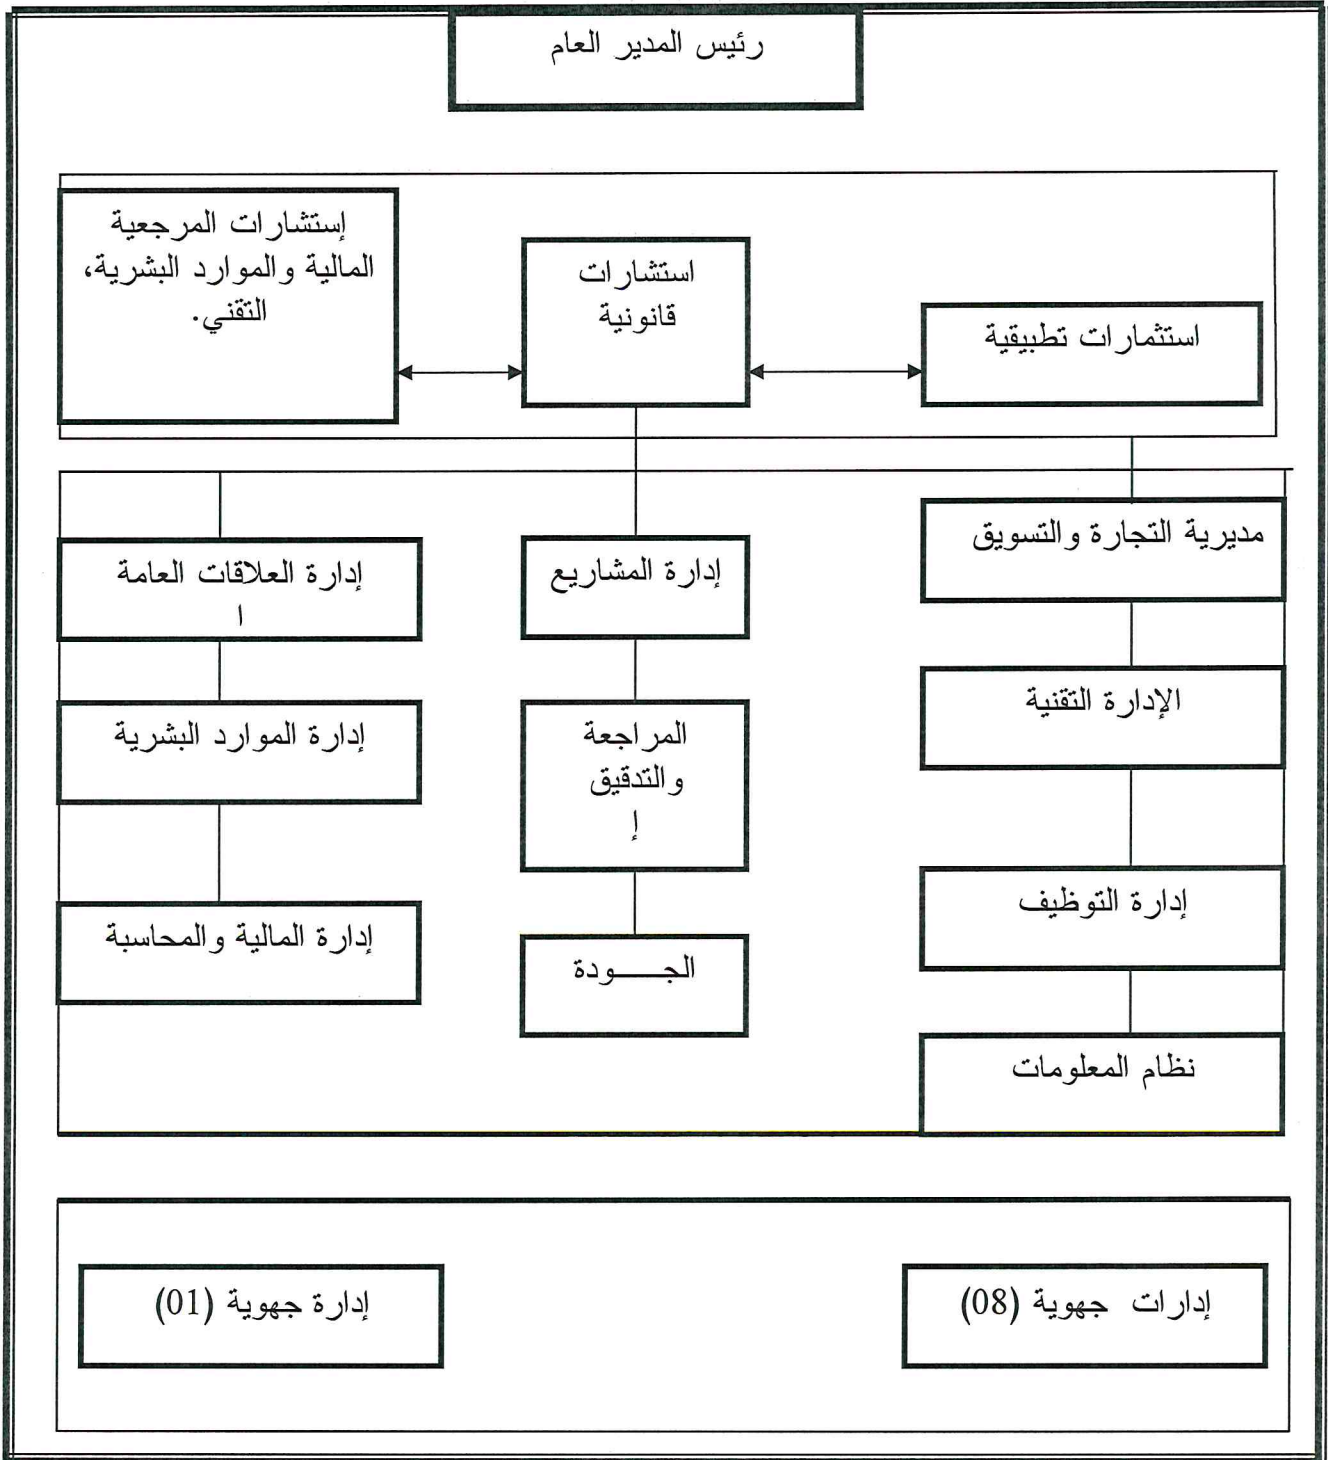 رئيس المدير العام
استثمارات تطبيقية
استشارات
قانونية
إستشارات المرجعية
المالية والموارد البشرية،
التقني.
مديرية التجارة والتسويق
الإدارة التقنية
إدارة التوظيف
نظام المعلومات
إدارة المشاريع
المراجعة
والتدقيق
إ
الجـــــودة
إدارة العلاقات العامة
ا
إدارة الموارد البشرية
إدارة المالية والمحاسبة
إدارات جهوية (08)
إدارة جهوية (01)